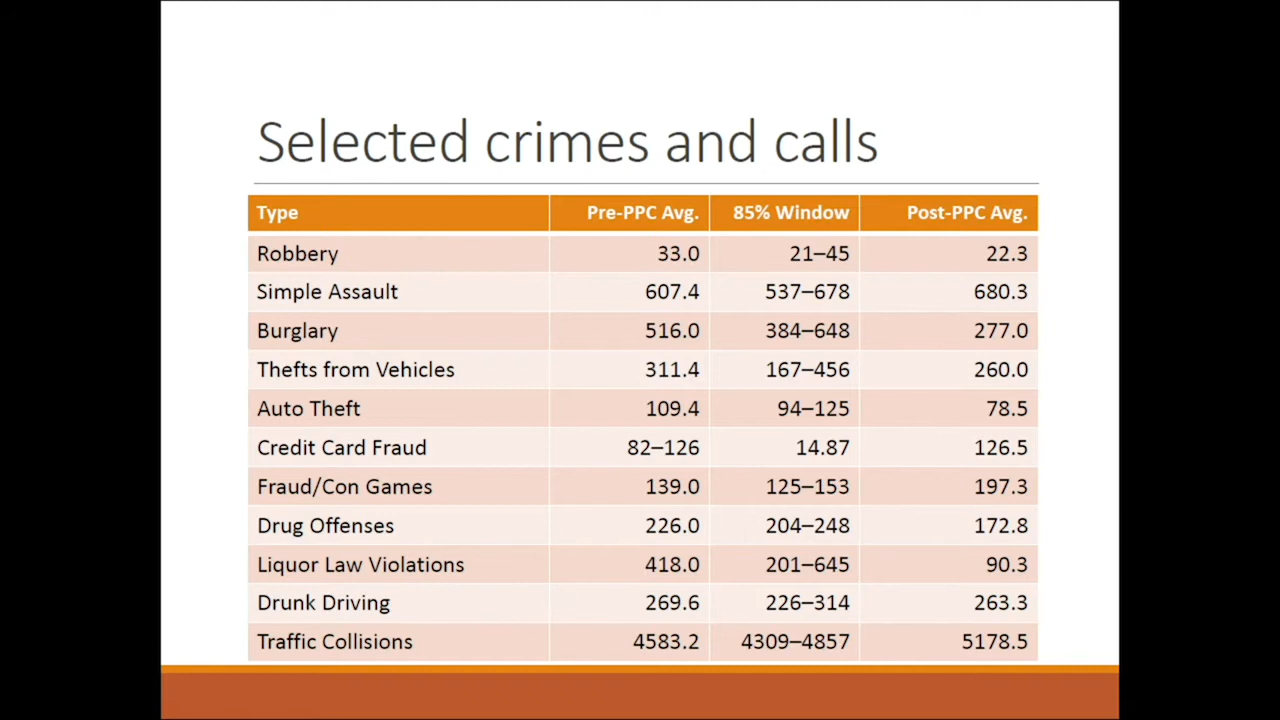 Selected crimes and calls
Type Pre-PPC Avg. 85% Window Post-PPC Avg.
Robbery 33.0 21–45 22.3
Simple Assault 607.4 537–678 680.3
Burglary 516.0 384–648 277.0
Thefts from Vehicles 311.4 167–456 260.0
Auto Theft 109.4 94–125 78.5
Credit Card Fraud 82–126 14.87 126.5
Fraud/Con Games 139.0 125–153 197.3
Drug Offenses 226.0 204–248 172.8
Liquor Law Violations 418.0 201–645 90.3
Drunk Driving 269.6 226–314 263.3
Traffic Collisions 4583.2 4309–4857 5178.5